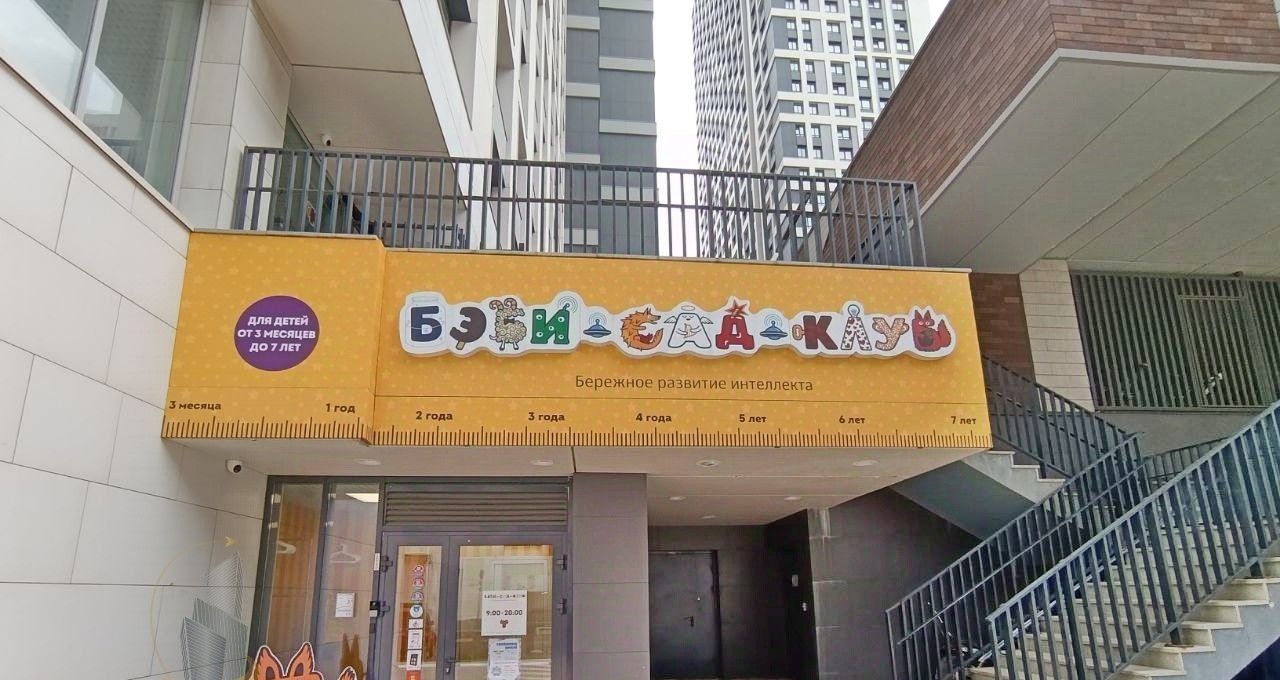 ДЛЯ ДЕТЕЙ
ОТ 3 МЕСЯЦЕВ
ДО 7 ЛЕТ
БЭБИ-САД-КЛУБ
Бережное развитие интеллекта
3 месяца 1 год 2 года 3 года 4 года 5 лет 6 лет 7 лет
9:00-20:00